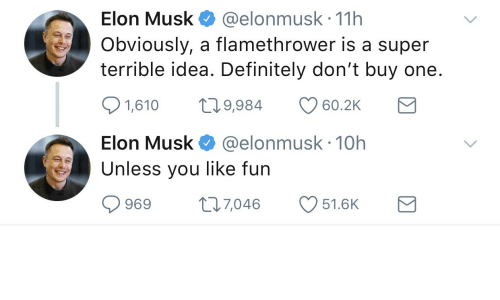 Elon Musk @elonmusk · 11h
Obviously, a flamethrower is a super
terrible idea. Definitely don’t buy one.
1,610 9,984 60.2K
Elon Musk @elonmusk · 10h
Unless you like fun
969 7,046 51.6K